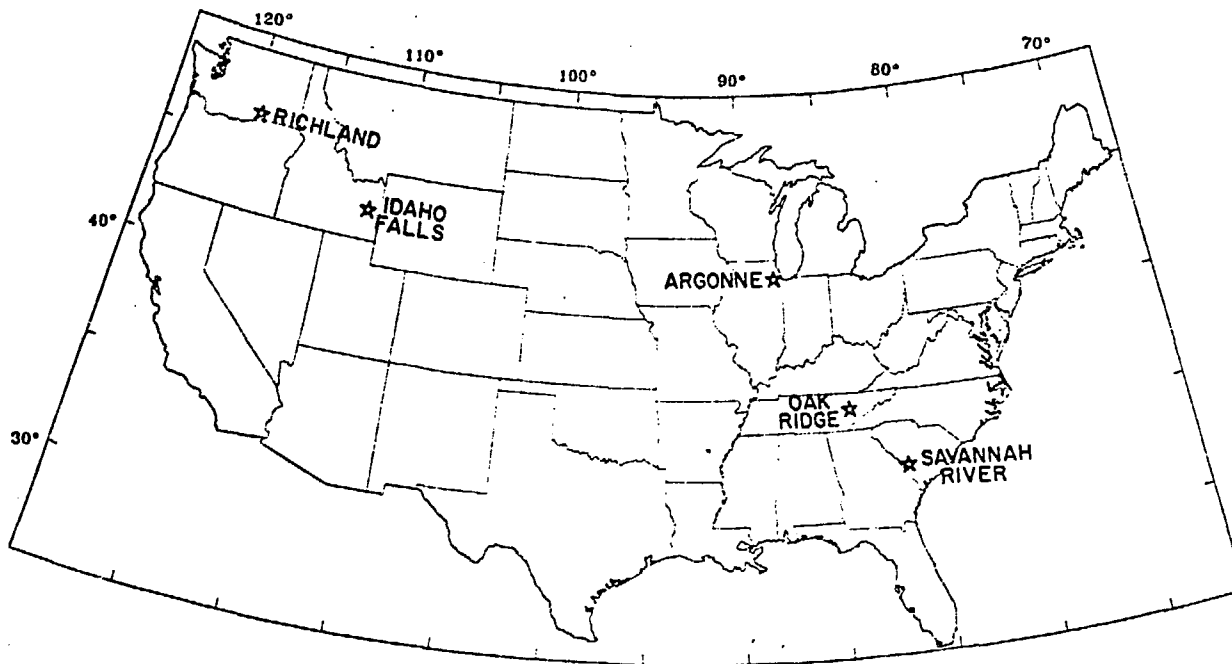 120°
110°
100°
90°
80°
70°
☆ RICHLAND
☆ IDAHO
FALLS
40°
ARGONNE ☆
OAK
RIDGE ☆
☆ SAVANNAH
RIVER
30°